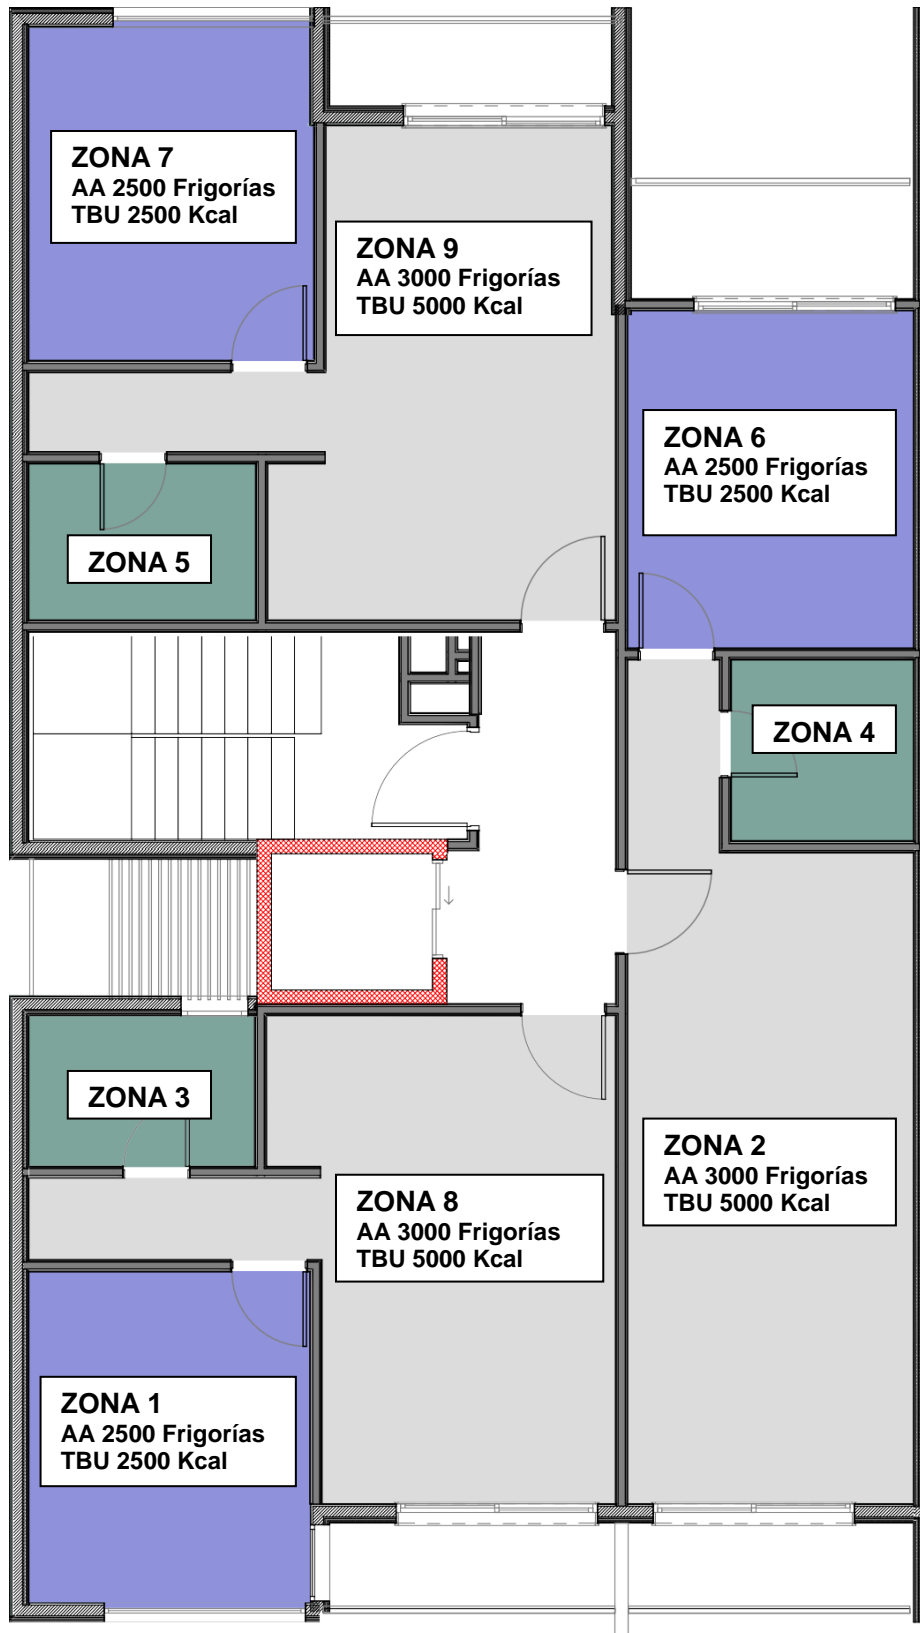 ZONA 7
AA 2500 Frigorías
TBU 2500 Kcal
ZONA 9
AA 3000 Frigorías
TBU 5000 Kcal
ZONA 6
AA 2500 Frigorías
TBU 2500 Kcal
ZONA 5
ZONA 4
ZONA 3
ZONA 2
AA 3000 Frigorías
TBU 5000 Kcal
ZONA 8
AA 3000 Frigorías
TBU 5000 Kcal
ZONA 1
AA 2500 Frigorías
TBU 2500 Kcal